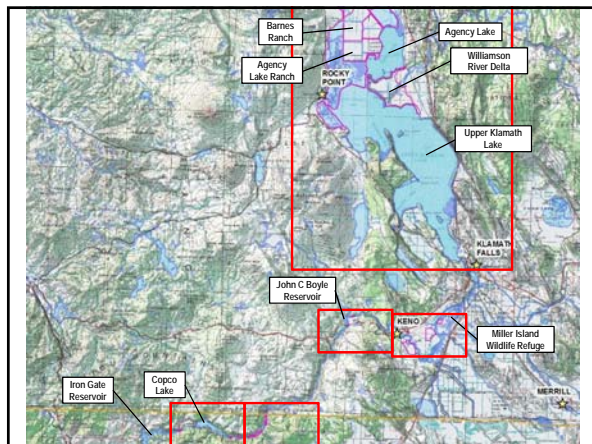 Barnes
Ranch
Agency Lake
Agency
Lake Ranch
Williamson
River Delta
ROCKY
POINT
Upper Klamath
Lake
KLAMATH
FALLS
John C Boyle
Reservoir
KENO
Miller Island
Wildlife Refuge
Copco
Lake
Iron Gate
Reservoir
MERRILL